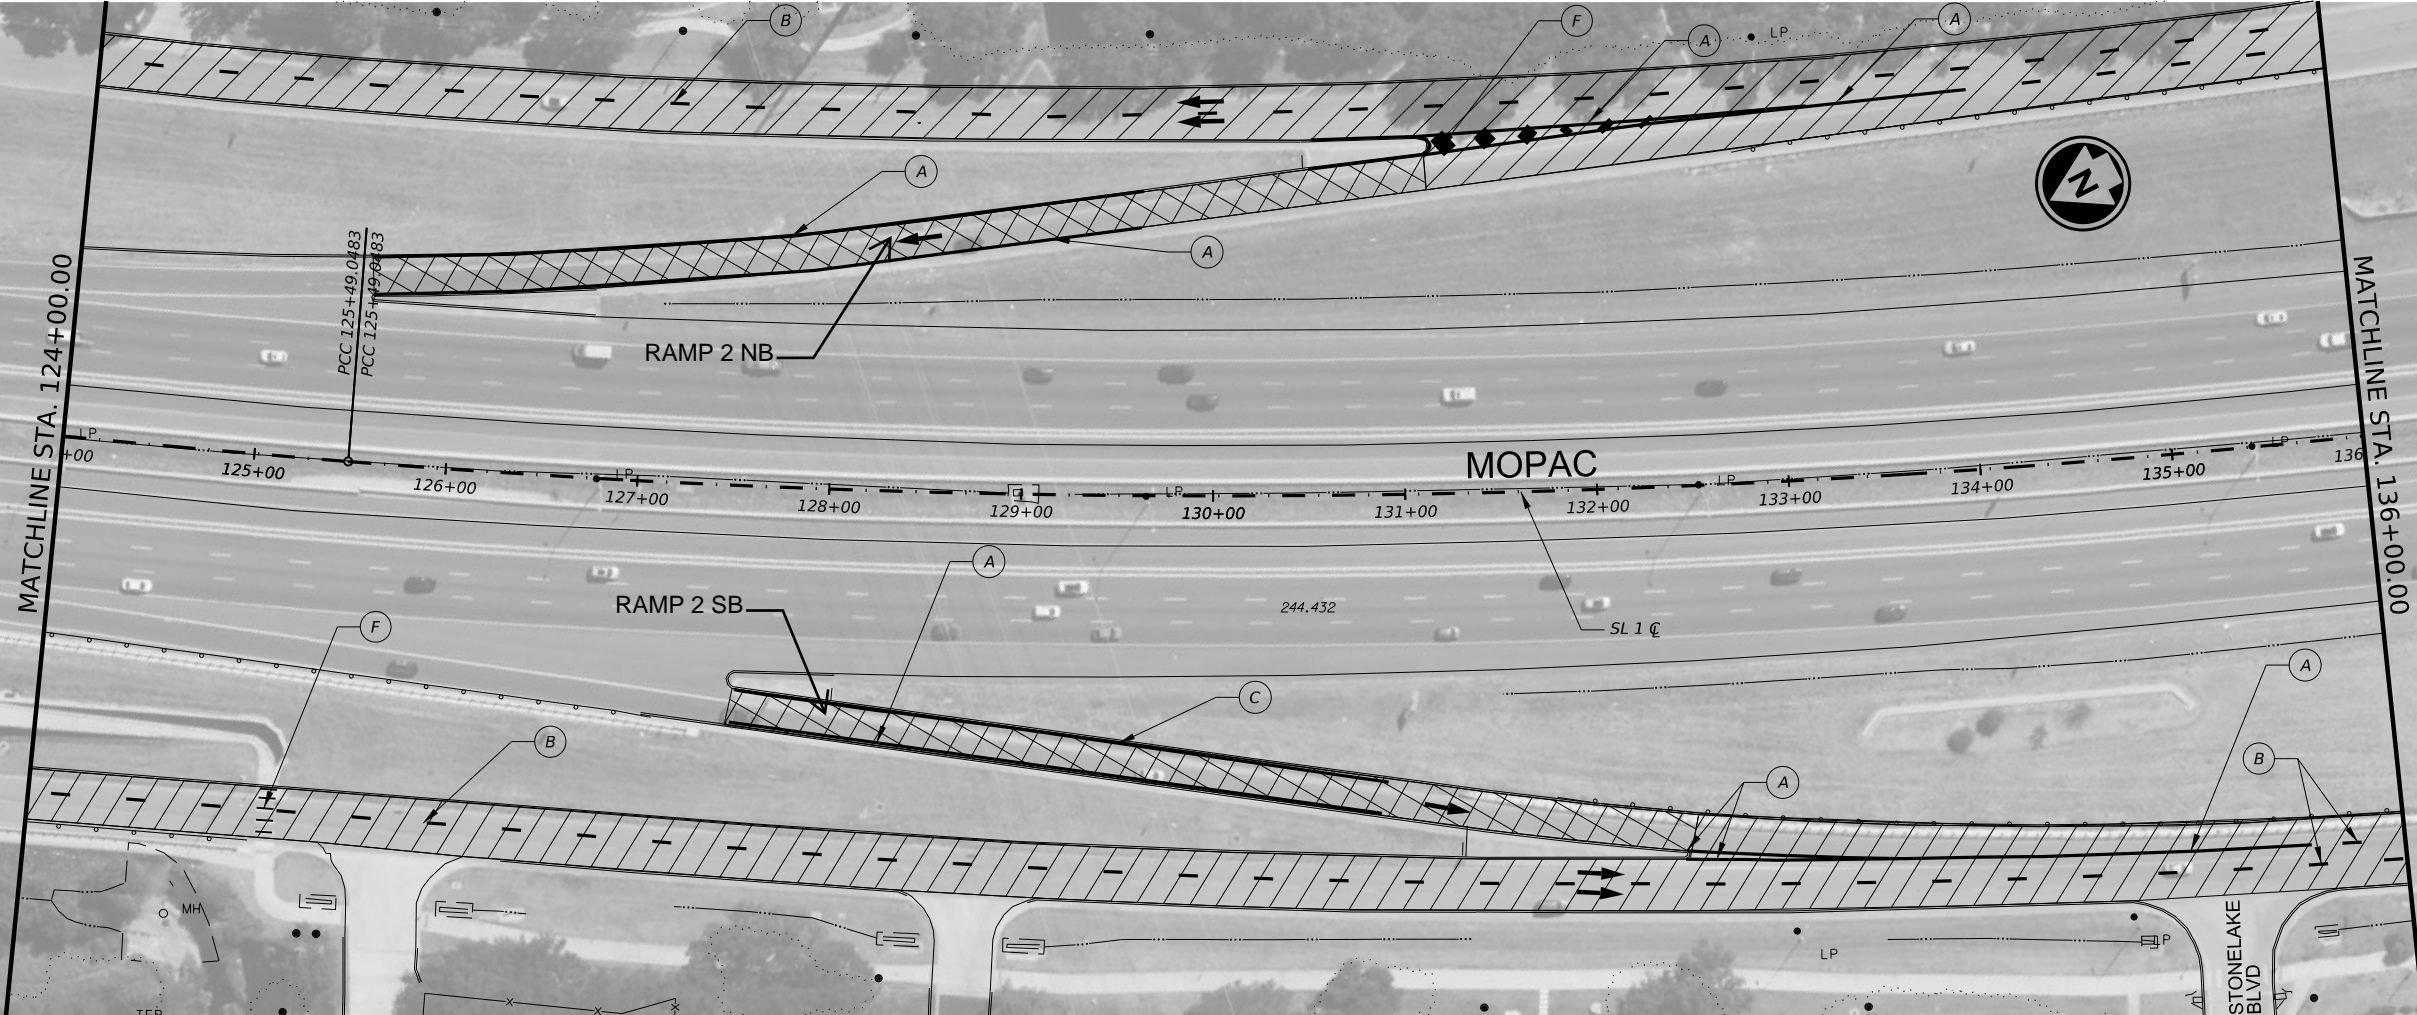 B
F
A
A
LP
A
A
N
PCC 125+49.0483
PCC 125+49.0483
MATCHLINE STA. 124+00.00
MATCHLINE STA. 136+00.00
RAMP 2 NB
LP
+00
125+00
126+00
LP
127+00
128+00
129+00
LP
130+00
131+00
MOPAC
132+00
LP
133+00
134+00
135+00
LP
136
A
RAMP 2 SB
244.432
SL 1 ℄
F
A
C
B
B
A
MH
LP
LP
STONELAKE
BLVD